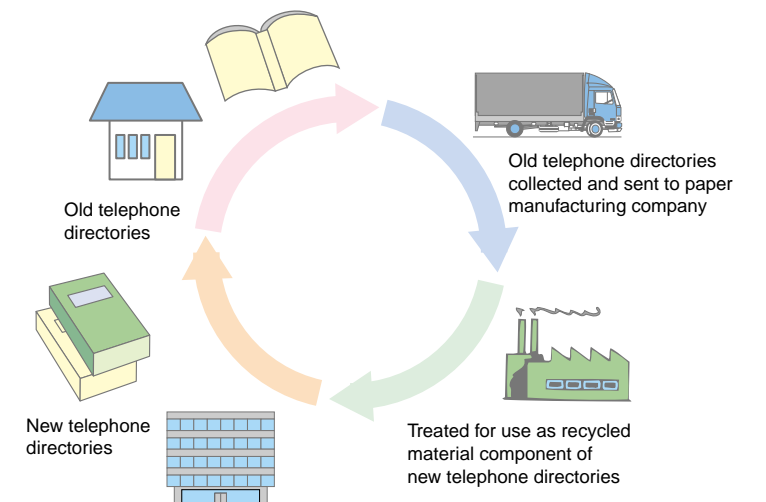 Old telephone directories
collected and sent to paper
manufacturing company
Old telephone
directories
New telephone
directories
Treated for use as recycled
material component of
new telephone directories